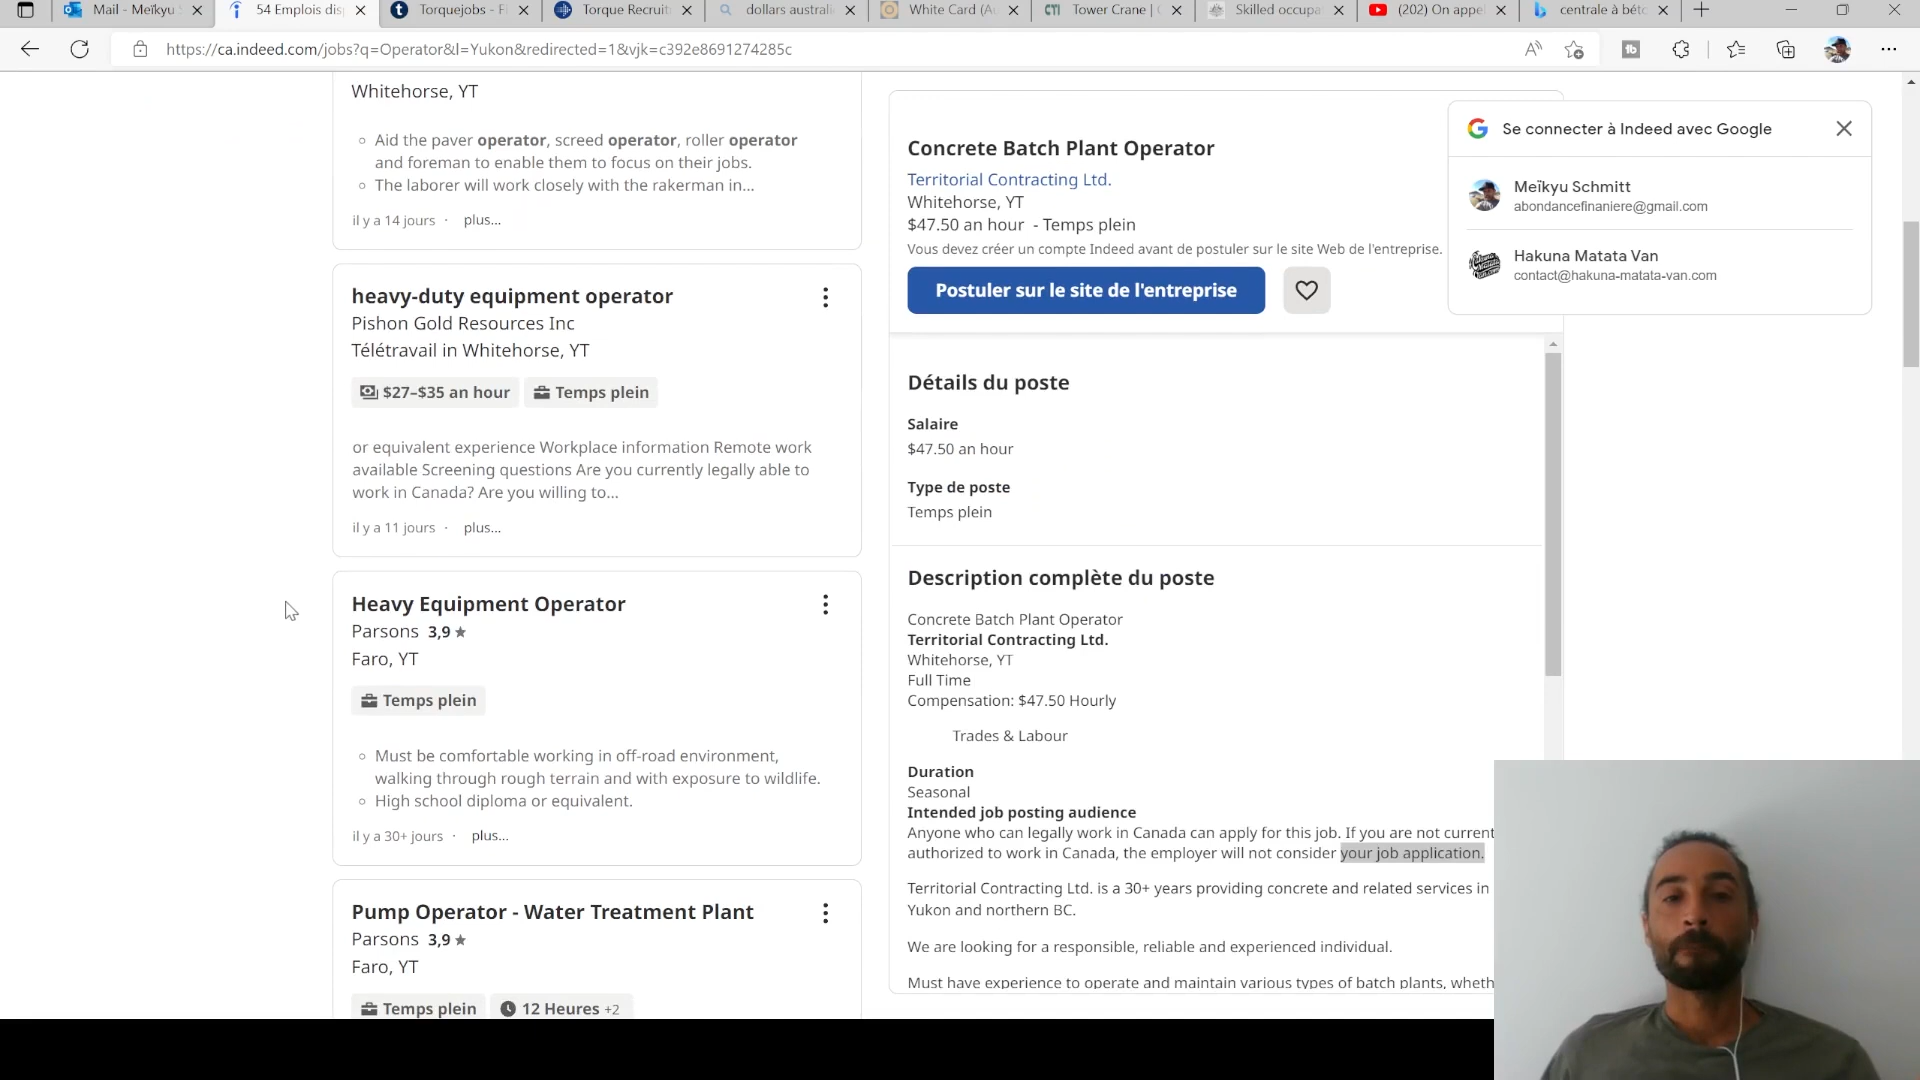 Mail - Meïkyu
54 Emplois dis
Torquejobs - F
Torque Recruit
dollars australi
White Card (Au
Tower Crane |
Skilled occupa
(202) On appe
centrale à béto
https://ca.indeed.com/jobs?q=Operator&l=Yukon&redirected=1&vjk=c392e8691274285c
Whitehorse, YT
Aid the paver operator, screed operator, roller operator
and foreman to enable them to focus on their jobs.
The laborer will work closely with the rakerman in...
il y a 14 jours · plus...
heavy-duty equipment operator
Pishon Gold Resources Inc
Télétravail in Whitehorse, YT
$27–$35 an hour
Temps plein
or equivalent experience Workplace information Remote work
available Screening questions Are you currently legally able to
work in Canada? Are you willing to...
il y a 11 jours · plus...
Heavy Equipment Operator
Parsons 3,9 ★
Faro, YT
Temps plein
Must be comfortable working in off-road environment,
walking through rough terrain and with exposure to wildlife.
High school diploma or equivalent.
il y a 30+ jours · plus...
Pump Operator - Water Treatment Plant
Parsons 3,9 ★
Faro, YT
Temps plein
12 Heures +2
Concrete Batch Plant Operator
Territorial Contracting Ltd.
Whitehorse, YT
$47.50 an hour - Temps plein
Vous devez créer un compte Indeed avant de postuler sur le site Web de l'entreprise.
Postuler sur le site de l'entreprise
Détails du poste
Salaire
$47.50 an hour
Type de poste
Temps plein
Description complète du poste
Concrete Batch Plant Operator
Territorial Contracting Ltd.
Whitehorse, YT
Full Time
Compensation: $47.50 Hourly
Trades & Labour
Duration
Seasonal
Intended job posting audience
Anyone who can legally work in Canada can apply for this job. If you are not current
authorized to work in Canada, the employer will not consider your job application.
Territorial Contracting Ltd. is a 30+ years providing concrete and related services in
Yukon and northern BC.
We are looking for a responsible, reliable and experienced individual.
Must have experience to operate and maintain various types of batch plants, wheth
Se connecter à Indeed avec Google
Meïkyu Schmitt
abondancefinaniere@gmail.com
Hakuna Matata Van
contact@hakuna-matata-van.com